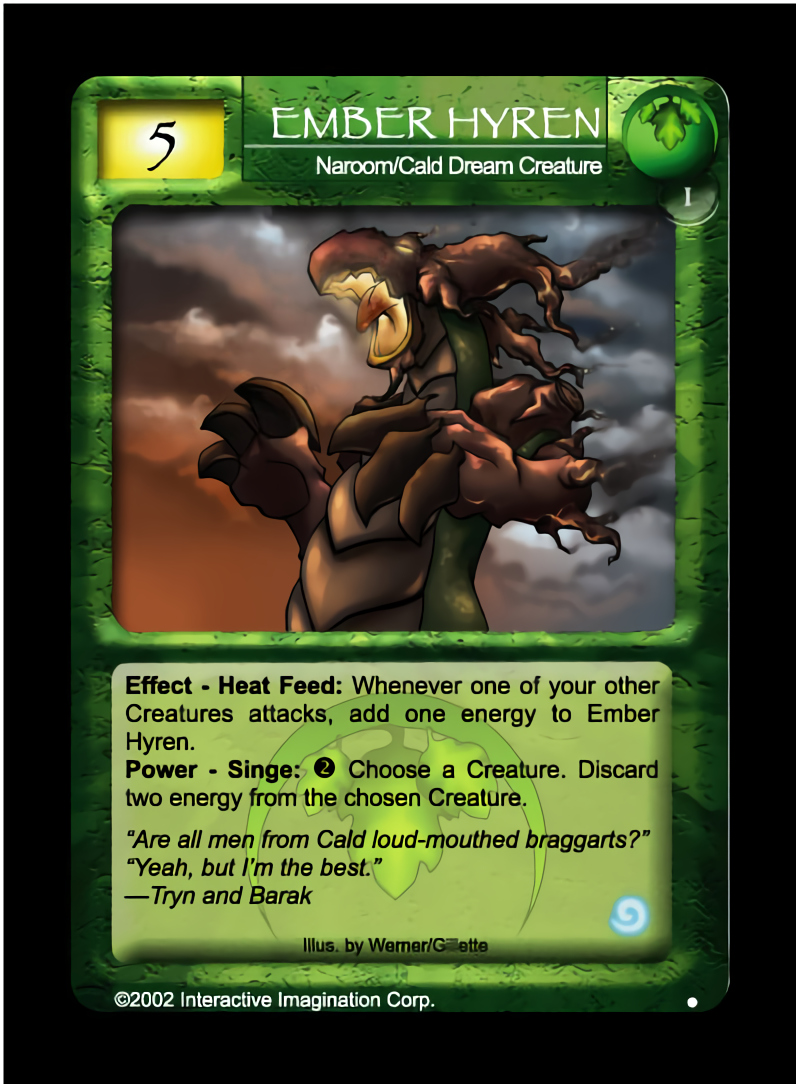 5
EMBER HYREN
Naroom/Cald Dream Creature
I
Effect - Heat Feed: Whenever one of your other
Creatures attacks, add one energy to Ember
Hyren.
Power - Singe: ❷ Choose a Creature. Discard
two energy from the chosen Creature.
“Are all men from Cald loud-mouthed braggarts?”
“Yeah, but I’m the best.”
—Tryn and Barak
Illus. by Werner/
©2002 Interactive Imagination Corp.